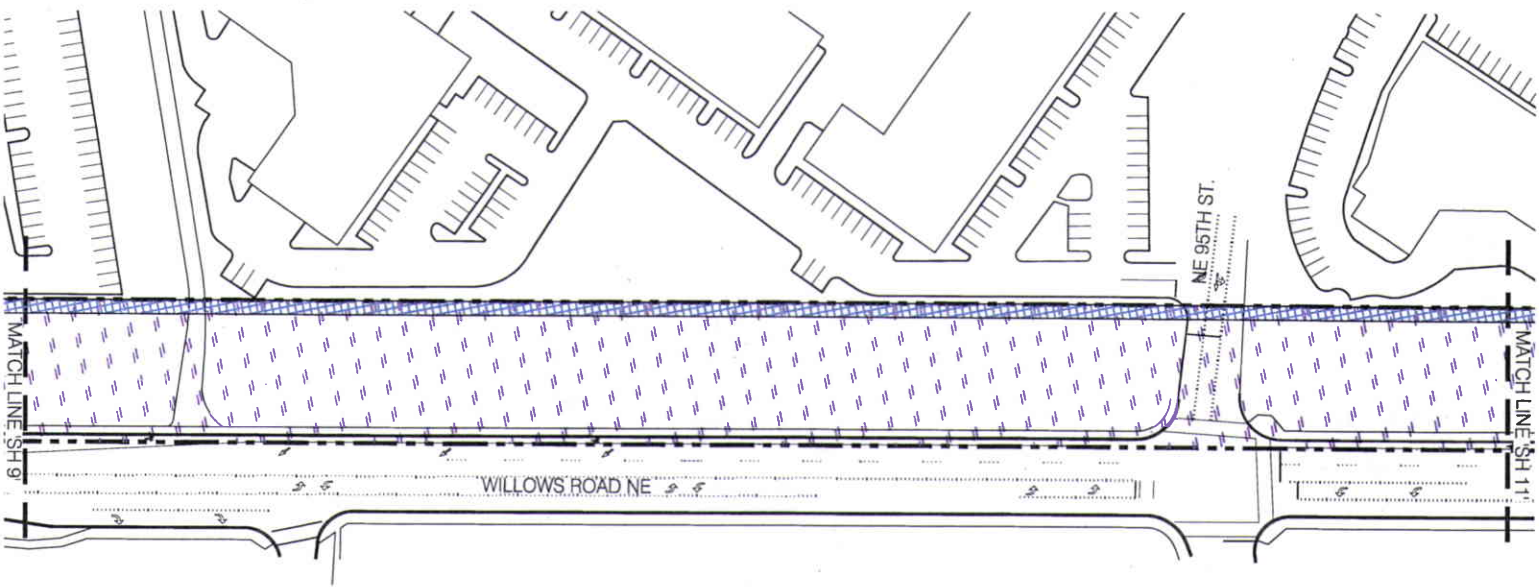 NE 95TH ST.
MATCH LINE 'SH 9'
MATCH LINE 'SH 11'
WILLOWS ROAD NE